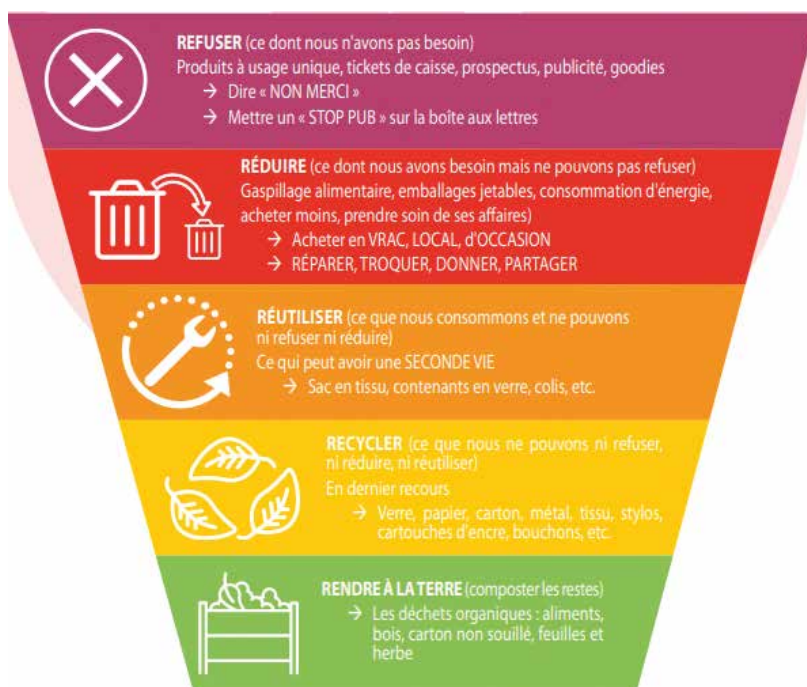 REFUSER (ce dont nous n'avons pas besoin)
Produits à usage unique, tickets de caisse, prospectus, publicité, goodies
→ Dire « NON MERCI »
→ Mettre un « STOP PUB » sur la boîte aux lettres
RÉDUIRE (ce dont nous avons besoin mais ne pouvons pas refuser)
Gaspillage alimentaire, emballages jetables, consommation d'énergie,
acheter moins, prendre soin de ses affaires)
→ Acheter en VRAC, LOCAL, d'OCCASION
→ RÉPARER, TROQUER, DONNER, PARTAGER
RÉUTILISER (ce que nous consommons et ne pouvons
ni refuser ni réduire)
Ce qui peut avoir une SECONDE VIE
→ Sac en tissu, contenants en verre, colis, etc.
RECYCLER (ce que nous ne pouvons ni refuser,
ni réduire, ni réutiliser)
En dernier recours
→ Verre, papier, carton, métal, tissu, stylos,
cartouches d'encre, bouchons, etc.
RENDRE À LA TERRE (composter les restes)
→ Les déchets organiques : aliments,
bois, carton non souillé, feuilles et
herbe